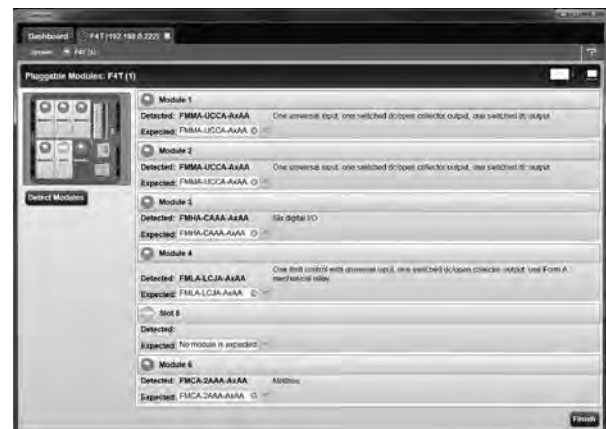 Dashboard F4T (192.168.0.222)
F4T (1)
Pluggable Modules: F4T (1)
Detect Modules
Module 1
Detected: FMMA-UCCA-AxAA One universal input, one switched dc/open collector output, one switched dc output
Expected: FMMA-UCCA-AxAA
Module 2
Detected: FMMA-UCCA-AxAA One universal input, one switched dc/open collector output, one switched dc output
Expected: FMMA-UCCA-AxAA
Module 3
Detected: FMHA-CAAA-AxAA Six digital I/O
Expected: FMHA-CAAA-AxAA
Module 4
Detected: FMLA-LCJA-AxAA One limit control with universal input, one switched dc/open collector output, one Form A
mechanical relay
Expected: FMLA-LCJA-AxAA
Slot 5
Detected:
Expected: No module is expected
Module 6
Detected: FMCA-2AAA-AxAA Modbus
Expected: FMCA-2AAA-AxAA
Finish